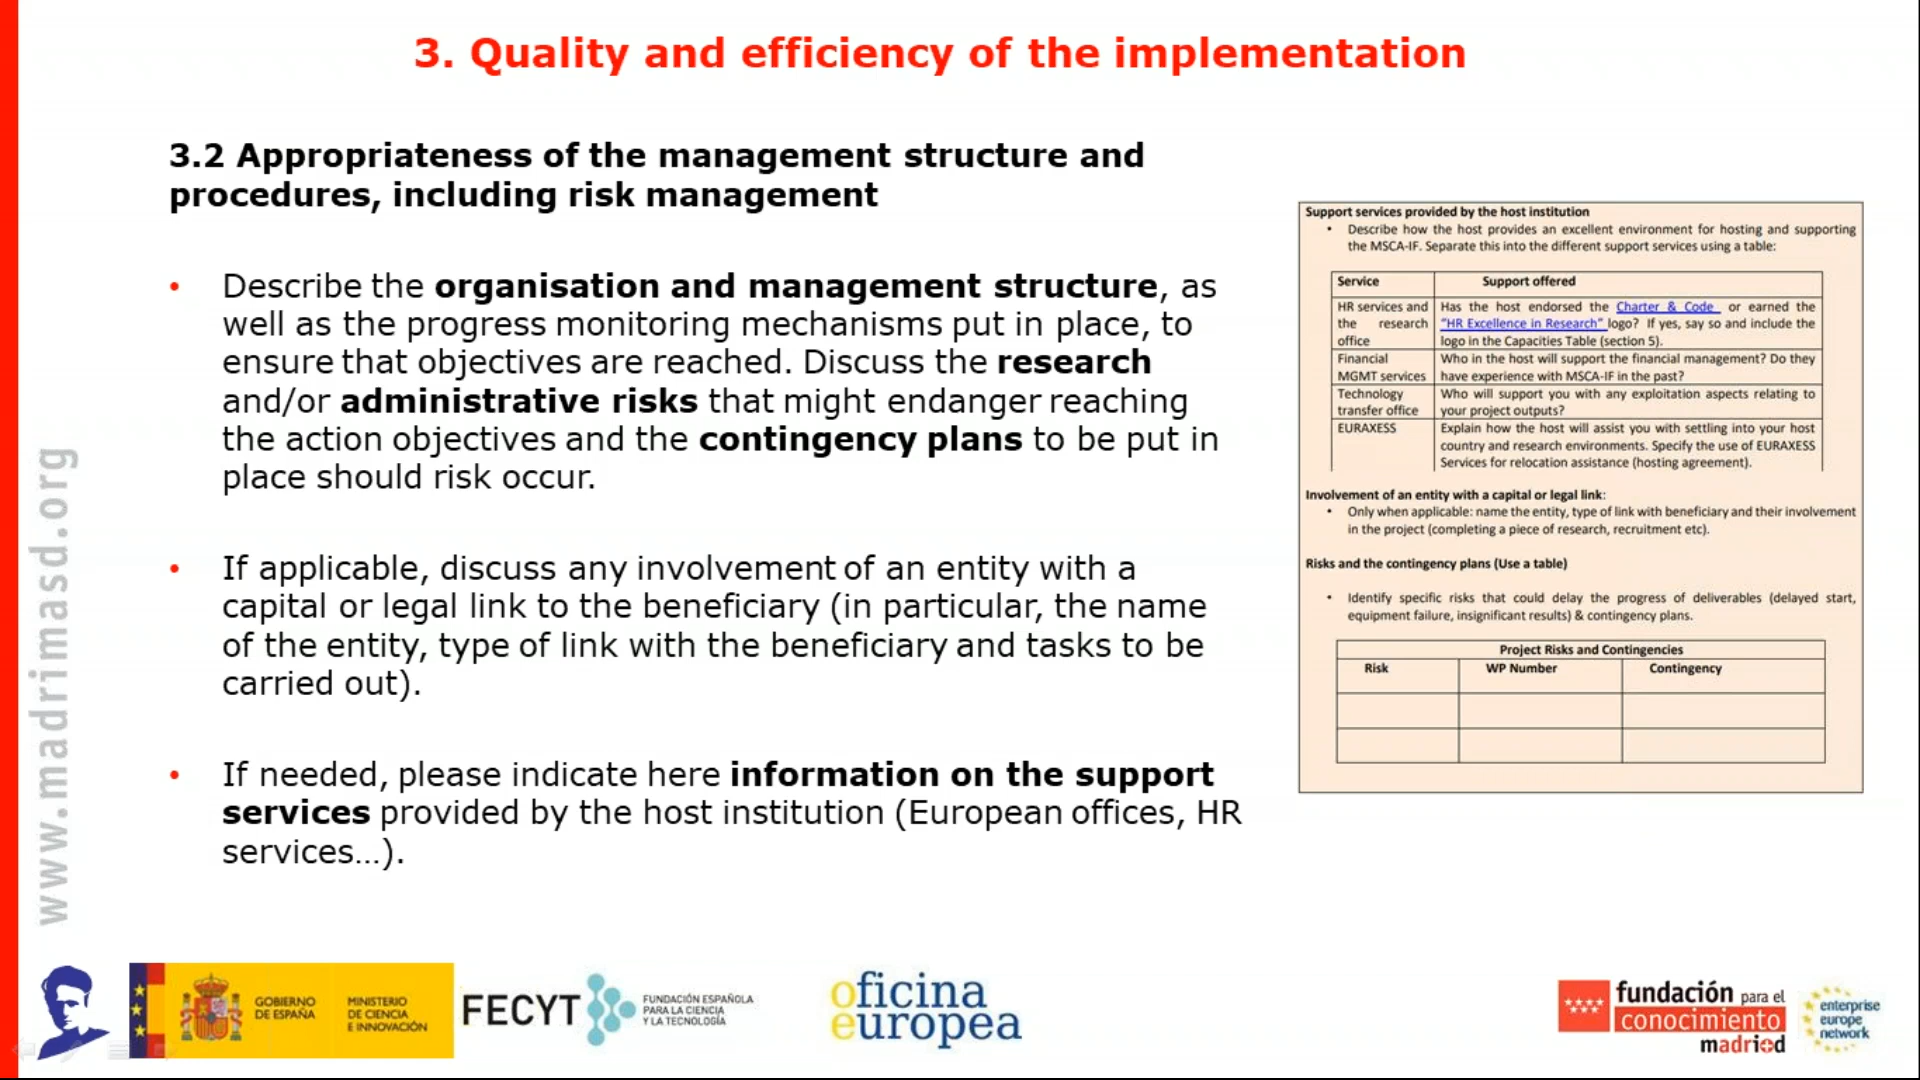 3. Quality and efficiency of the implementation
3.2 Appropriateness of the management structure and
procedures, including risk management
• Describe the organisation and management structure, as
well as the progress monitoring mechanisms put in place, to
ensure that objectives are reached. Discuss the research
and/or administrative risks that might endanger reaching
the action objectives and the contingency plans to be put in
place should risk occur.
• If applicable, discuss any involvement of an entity with a
capital or legal link to the beneficiary (in particular, the name
of the entity, type of link with the beneficiary and tasks to be
carried out).
• If needed, please indicate here information on the support
services provided by the host institution (European offices, HR
services...).
Support services provided by the host institution
• Describe how the host provides an excellent environment for hosting and supporting
the MSCA-IF. Separate this into the different support services using a table:
Service Support offered
HR services and Has the host endorsed the Charter & Code or earned the
the research "HR Excellence in Research" logo? If yes, say so and include the
office logo in the Capacities Table (section 5).
Financial Who in the host will support the financial management? Do they
MGMT services have experience with MSCA-IF in the past?
Technology Who will support you with any exploitation aspects relating to
transfer office your project outputs?
EURAXESS Explain how the host will assist you with settling into your host
country and research environments. Specify the use of EURAXESS
Services for relocation assistance (hosting agreement).
Involvement of an entity with a capital or legal link:
• Only when applicable: name the entity, type of link with beneficiary and their involvement
in the project (completing a piece of research, recruitment etc).
Risks and the contingency plans (Use a table)
• Identify specific risks that could delay the progress of deliverables (delayed start,
equipment failure, insignificant results) & contingency plans.
Project Risks and Contingencies
Risk WP Number Contingency
www.madrimasd.org
GOBIERNO
DE ESPAÑA
MINISTERIO
DE CIENCIA
E INNOVACIÓN
FECYT
FUNDACIÓN ESPAÑOLA
PARA LA CIENCIA
Y LA TECNOLOGÍA
oficina
europea
fundación para el
conocimiento
madri+d
enterprise
europe
network